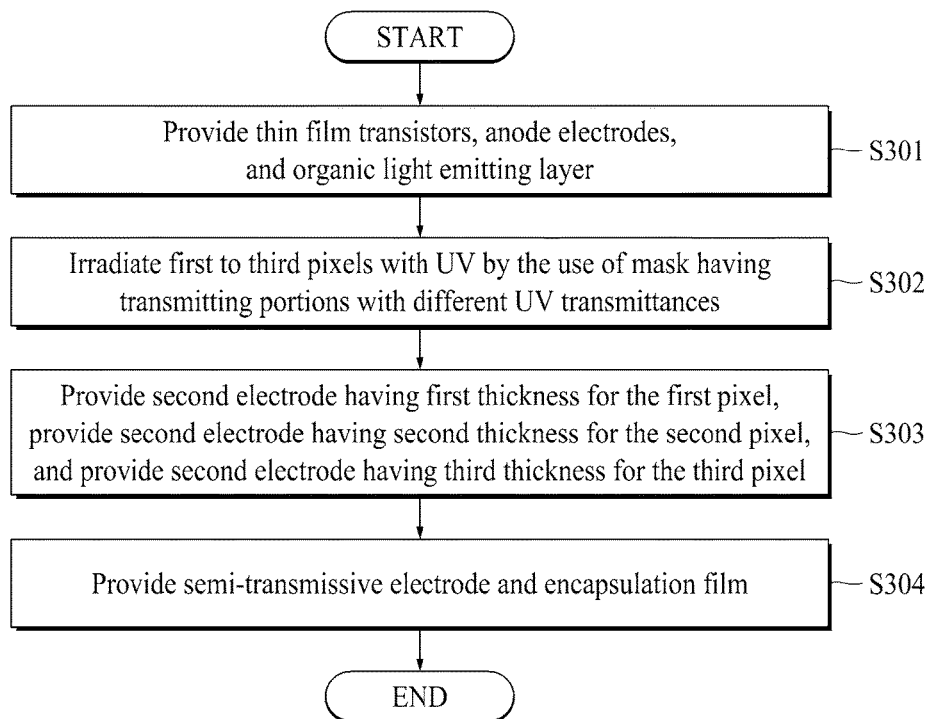 START
Provide thin film transistors, anode electrodes,
and organic light emitting layer
S301
Irradiate first to third pixels with UV by the use of mask having
transmitting portions with different UV transmittances
S302
Provide second electrode having first thickness for the first pixel,
provide second electrode having second thickness for the second pixel,
and provide second electrode having third thickness for the third pixel
S303
Provide semi-transmissive electrode and encapsulation film
S304
END